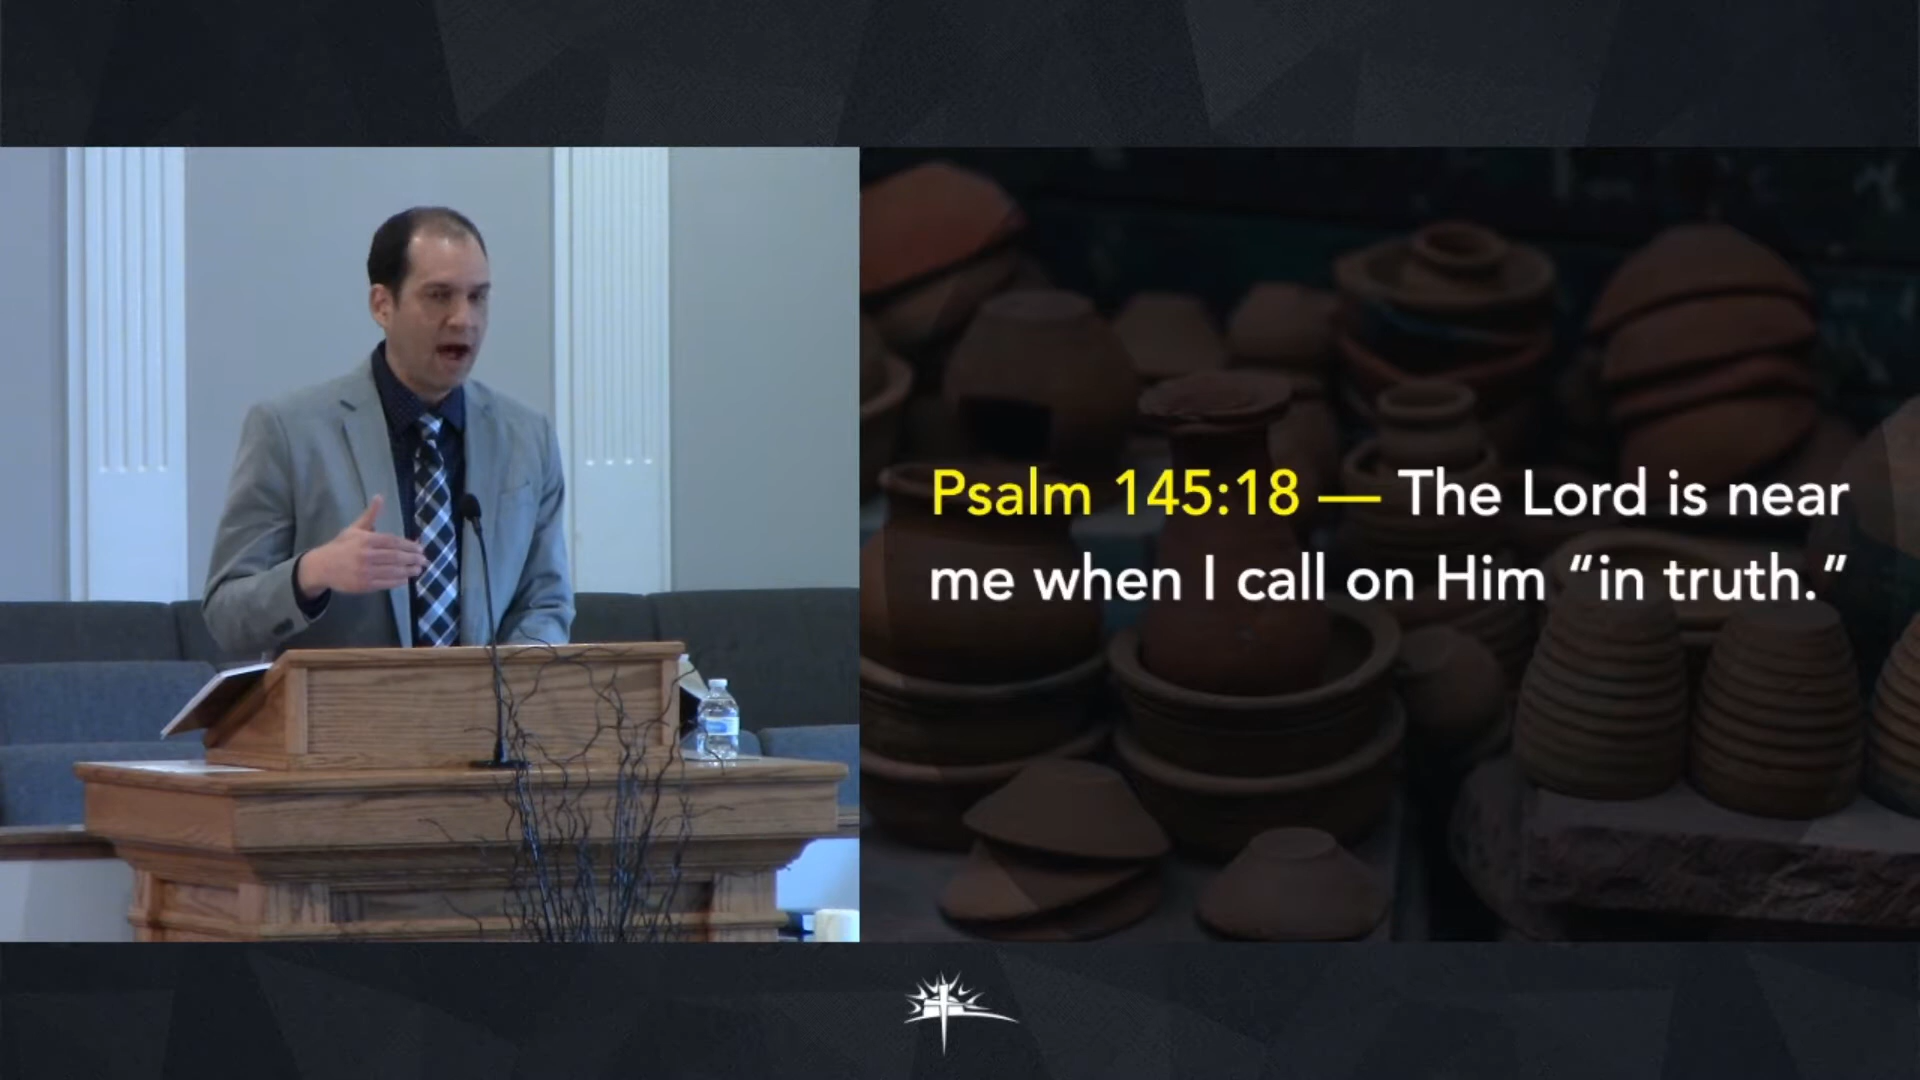 Psalm 145:18 — The Lord is near
me when I call on Him “in truth.”